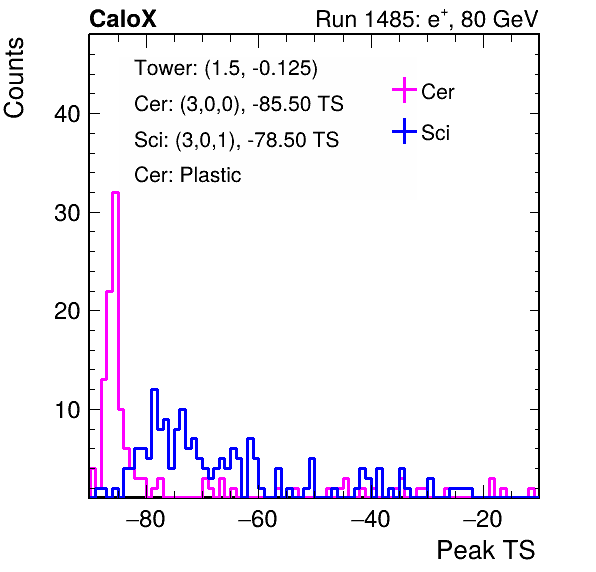 CaloX Run 1485: e⁺, 80 GeV
Counts
Tower: (1.5, -0.125)
Cer: (3,0,0), -85.50 TS
Sci: (3,0,1), -78.50 TS
Cer: Plastic
Cer
Sci
40
30
20
10
−80 −60 −40 −20
Peak TS